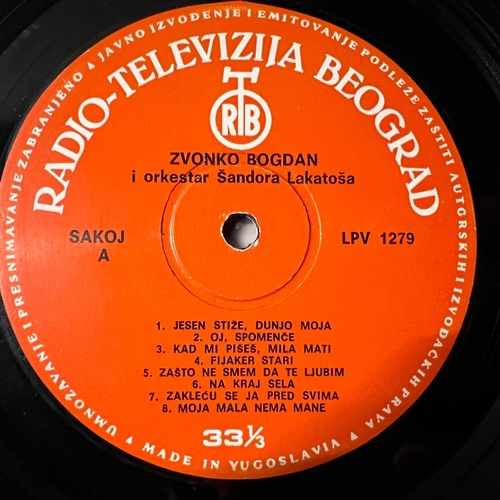 JAVNO IZVOĐENJE I EMITOVANJE PODLEŽE ZAŠTITI AUTGRSKIH I IZVOĐAČKIH PRAVA
UMNOŽAVANJE I PRESNIMAVANJE ZABRANJENO
RADIO-TELEVIZIJA BEOGRAD
RTB
ZVONKO BOGDAN
i orkestar Šandora Lakatoša
SAKOJ
A
LPV 1279
1. JESEN STIŽE, DUNJO MOJA
2. OJ, SPOMENČE
3. KAD MI PIŠEŠ, MILA MATI
4. FIJAKER STARI
5. ZAŠTO NE SMEM DA TE LJUBIM
6. NA KRAJ SELA
7. ZAKLEĆU SE JA PRED SVIMA
8. MOJA MALA NEMA MANE
33⅓
MADE IN YUGOSLAVIA